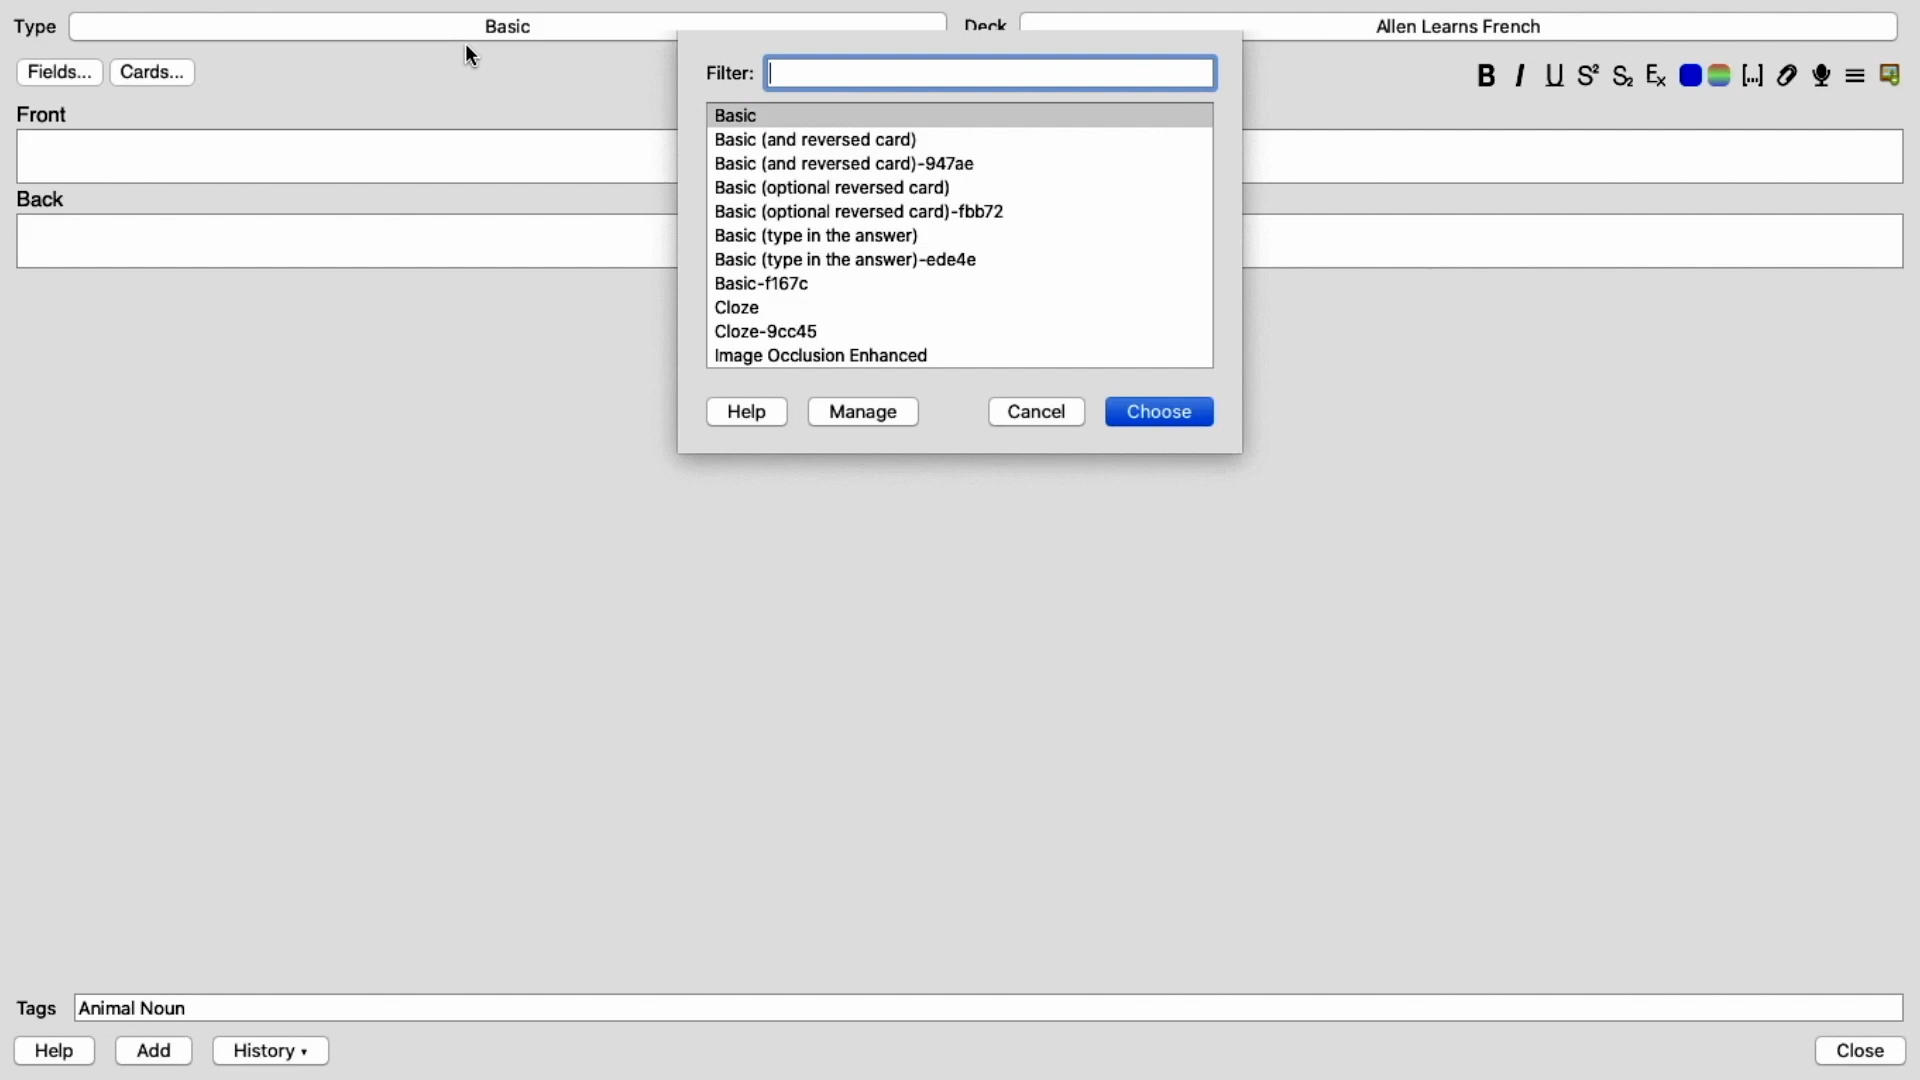 Type Basic Deck Allen Learns French
Fields... Cards... B I U S² S₂ Ex [...]
Filter:
Front
Back
Basic
Basic (and reversed card)
Basic (and reversed card)-947ae
Basic (optional reversed card)
Basic (optional reversed card)-fbb72
Basic (type in the answer)
Basic (type in the answer)-ede4e
Basic-f167c
Cloze
Cloze-9cc45
Image Occlusion Enhanced
Help Manage Cancel Choose
Tags Animal Noun
Help Add History ▾ Close